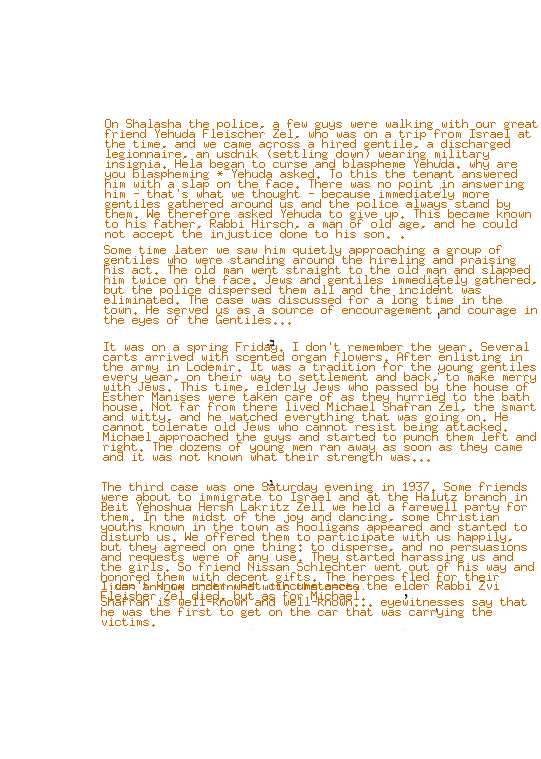 On Shalasha the police, a few guys were walking with our great
friend Yehuda Fleischer Zel, who was on a trip from Israel at
the time, and we came across a hired gentile, a discharged
legionnaire, an usdnik (settling down) wearing military
insignia. Hela began to curse and blaspheme Yehuda. why are
you blaspheming * Yehuda asked. To this the tenant answered
him with a slap on the face. There was no point in answering
him - that's what we thought - because immediately more
gentiles gathered around us and the police always stand by
them. We therefore asked Yehuda to give up. This became known
to his father, Rabbi Hirsch, a man of old age, and he could
not accept the injustice done to his son. .
Some time later we saw him quietly approaching a group of
gentiles who were standing around the hireling and praising
his act. The old man went straight to the old man and slapped
him twice on the face. Jews and gentiles immediately gathered,
but the police dispersed them all and the incident was
eliminated. The case was discussed for a long time in the
town. He served us as a source of encouragement and courage in
the eyes of the Gentiles...
It was on a spring Friday. I don't remember the year. Several
carts arrived with scented organ flowers. After enlisting in
the army in Lodemir. It was a tradition for the young gentiles
every year, on their way to settlement and back, to make merry
with Jews. This time, elderly Jews who passed by the house of
Esther Manises were taken care of as they hurried to the bath
house. Not far from there lived Michael Shafran Zel, the smart
and witty, and he watched everything that was going on. He
cannot tolerate old Jews who cannot resist being attacked.
Michael approached the guys and started to punch them left and
right. The dozens of young men ran away as soon as they came
and it was not known what their strength was...
The third case was one Saturday evening in 1937. Some friends
were about to immigrate to Israel and at the Halutz branch in
Beit Yehoshua Hersh Lakritz Zell we held a farewell party for
them. In the midst of the joy and dancing, some Christian
youths known in the town as hooligans appeared and started to
disturb us. We offered them to participate with us happily,
but they agreed on one thing: to disperse, and no persuasions
and requests were of any use. They started harassing us and
the girls. So friend Nissan Schlechter went out of his way and
honored them with decent gifts. The heroes fled for their
I don't know under what circumstances the elder Rabbi Zvi
Fleisher Zel died, but as for Michael
Shafran is well-known and well-known... eyewitnesses say that
he was the first to get on the car that was carrying the
victims.